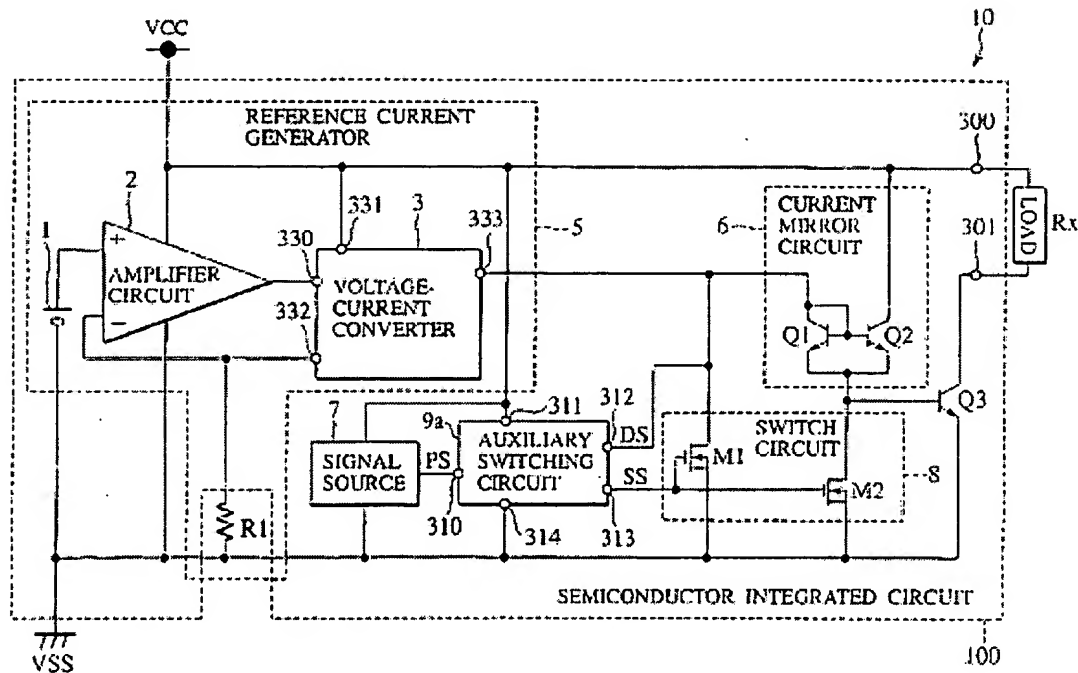 10
VCC
REFERENCE CURRENT
GENERATOR
300
2
331
3
333
5
6
CURRENT
MIRROR
CIRCUIT
301
LOAD
Rx
1
+
AMPLIFIER
CIRCUIT
−
330
332
VOLTAGE-
CURRENT
CONVERTER
Q1
Q2
Q3
7
9a
311
312
SIGNAL
SOURCE
PS
AUXILIARY
SWITCHING
CIRCUIT
DS
SS
SWITCH
CIRCUIT
M1
M2
8
310
314
313
R1
SEMICONDUCTOR INTEGRATED CIRCUIT
VSS
100